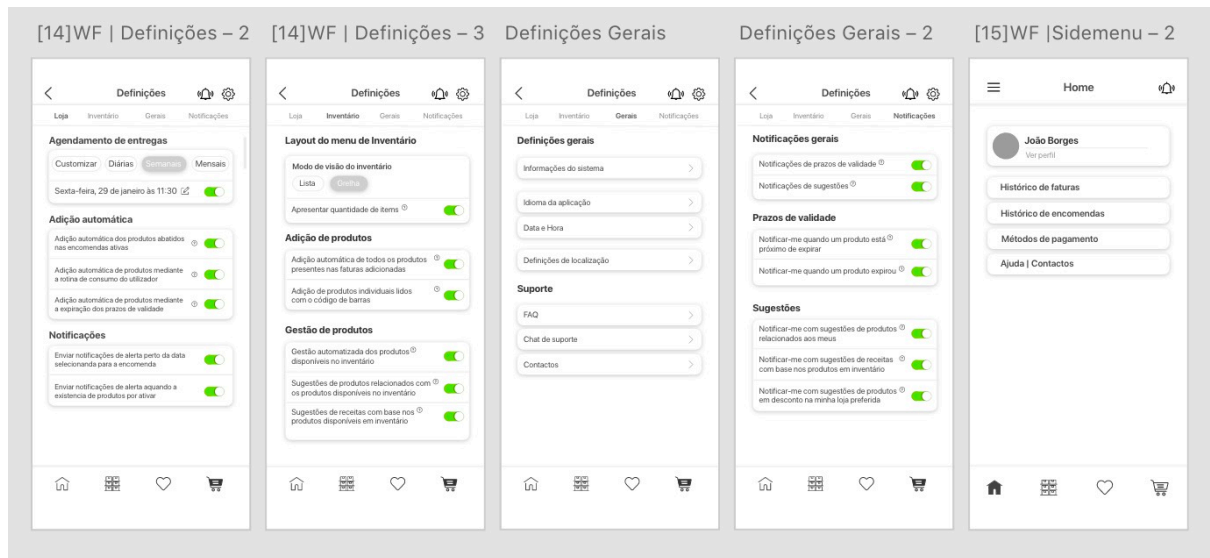 [14]WF | Definições – 2
Definições
Loja Inventário Gerais Notificações
Agendamento de entregas
Customizar Diárias Semanais Mensais
Sexta-feira, 29 de janeiro às 11:30
Adição automática
Adição automática dos produtos abatidos
nas encomendas ativas
Adição automática de produtos mediante
a rotina de consumo do utilizador
Adição automática de produtos mediante
a expiração dos prazos de validade
Notificações
Enviar notificações de alerta perto da data
selecionanda para a encomenda
Enviar notificações de alerta aquando a
existencia de produtos por ativar
[14]WF | Definições – 3
Definições
Loja Inventário Gerais Notificações
Layout do menu de Inventário
Modo de visão do inventário
Lista
Apresentar quantidade de items
Adição de produtos
Adição automática de todos os produtos
presentes nas faturas adicionadas
Adição de produtos individuais lidos
com o código de barras
Gestão de produtos
Gestão automatizada dos produtos
disponíveis no inventário
Sugestões de produtos relacionados com
os produtos disponíveis no inventário
Sugestões de receitas com base nos
produtos disponíveis em inventário
Definições Gerais
Definições
Loja Inventário Gerais Notificações
Definições gerais
Informações do sistema
Idioma da aplicação
Data e Hora
Definições de localização
Suporte
FAQ
Chat de suporte
Contactos
Definições Gerais – 2
Definições
Loja Inventário Gerais Notificações
Notificações gerais
Notificações de prazos de validade
Notificações de sugestões
Prazos de validade
Notificar-me quando um produto está
próximo de expirar
Notificar-me quando um produto expirou
Sugestões
Notificar-me com sugestões de produtos
relacionados aos meus
Notificar-me com sugestões de receitas
com base nos produtos em inventário
Notificar-me com sugestões de produtos
em desconto na minha loja preferida
[15]WF |Sidemenu – 2
Home
João Borges
Ver perfil
Histórico de faturas
Histórico de encomendas
Métodos de pagamento
Ajuda | Contactos